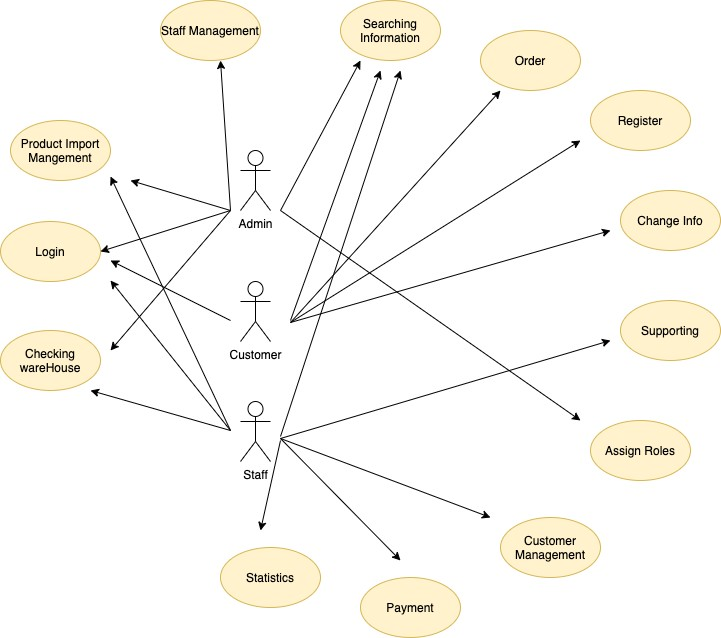 Staff Management
Searching
Information
Order
Register
Product Import
Mangement
Admin
Change Info
Login
Customer
Supporting
Checking
wareHouse
Staff
Assign Roles
Customer
Management
Statistics
Payment